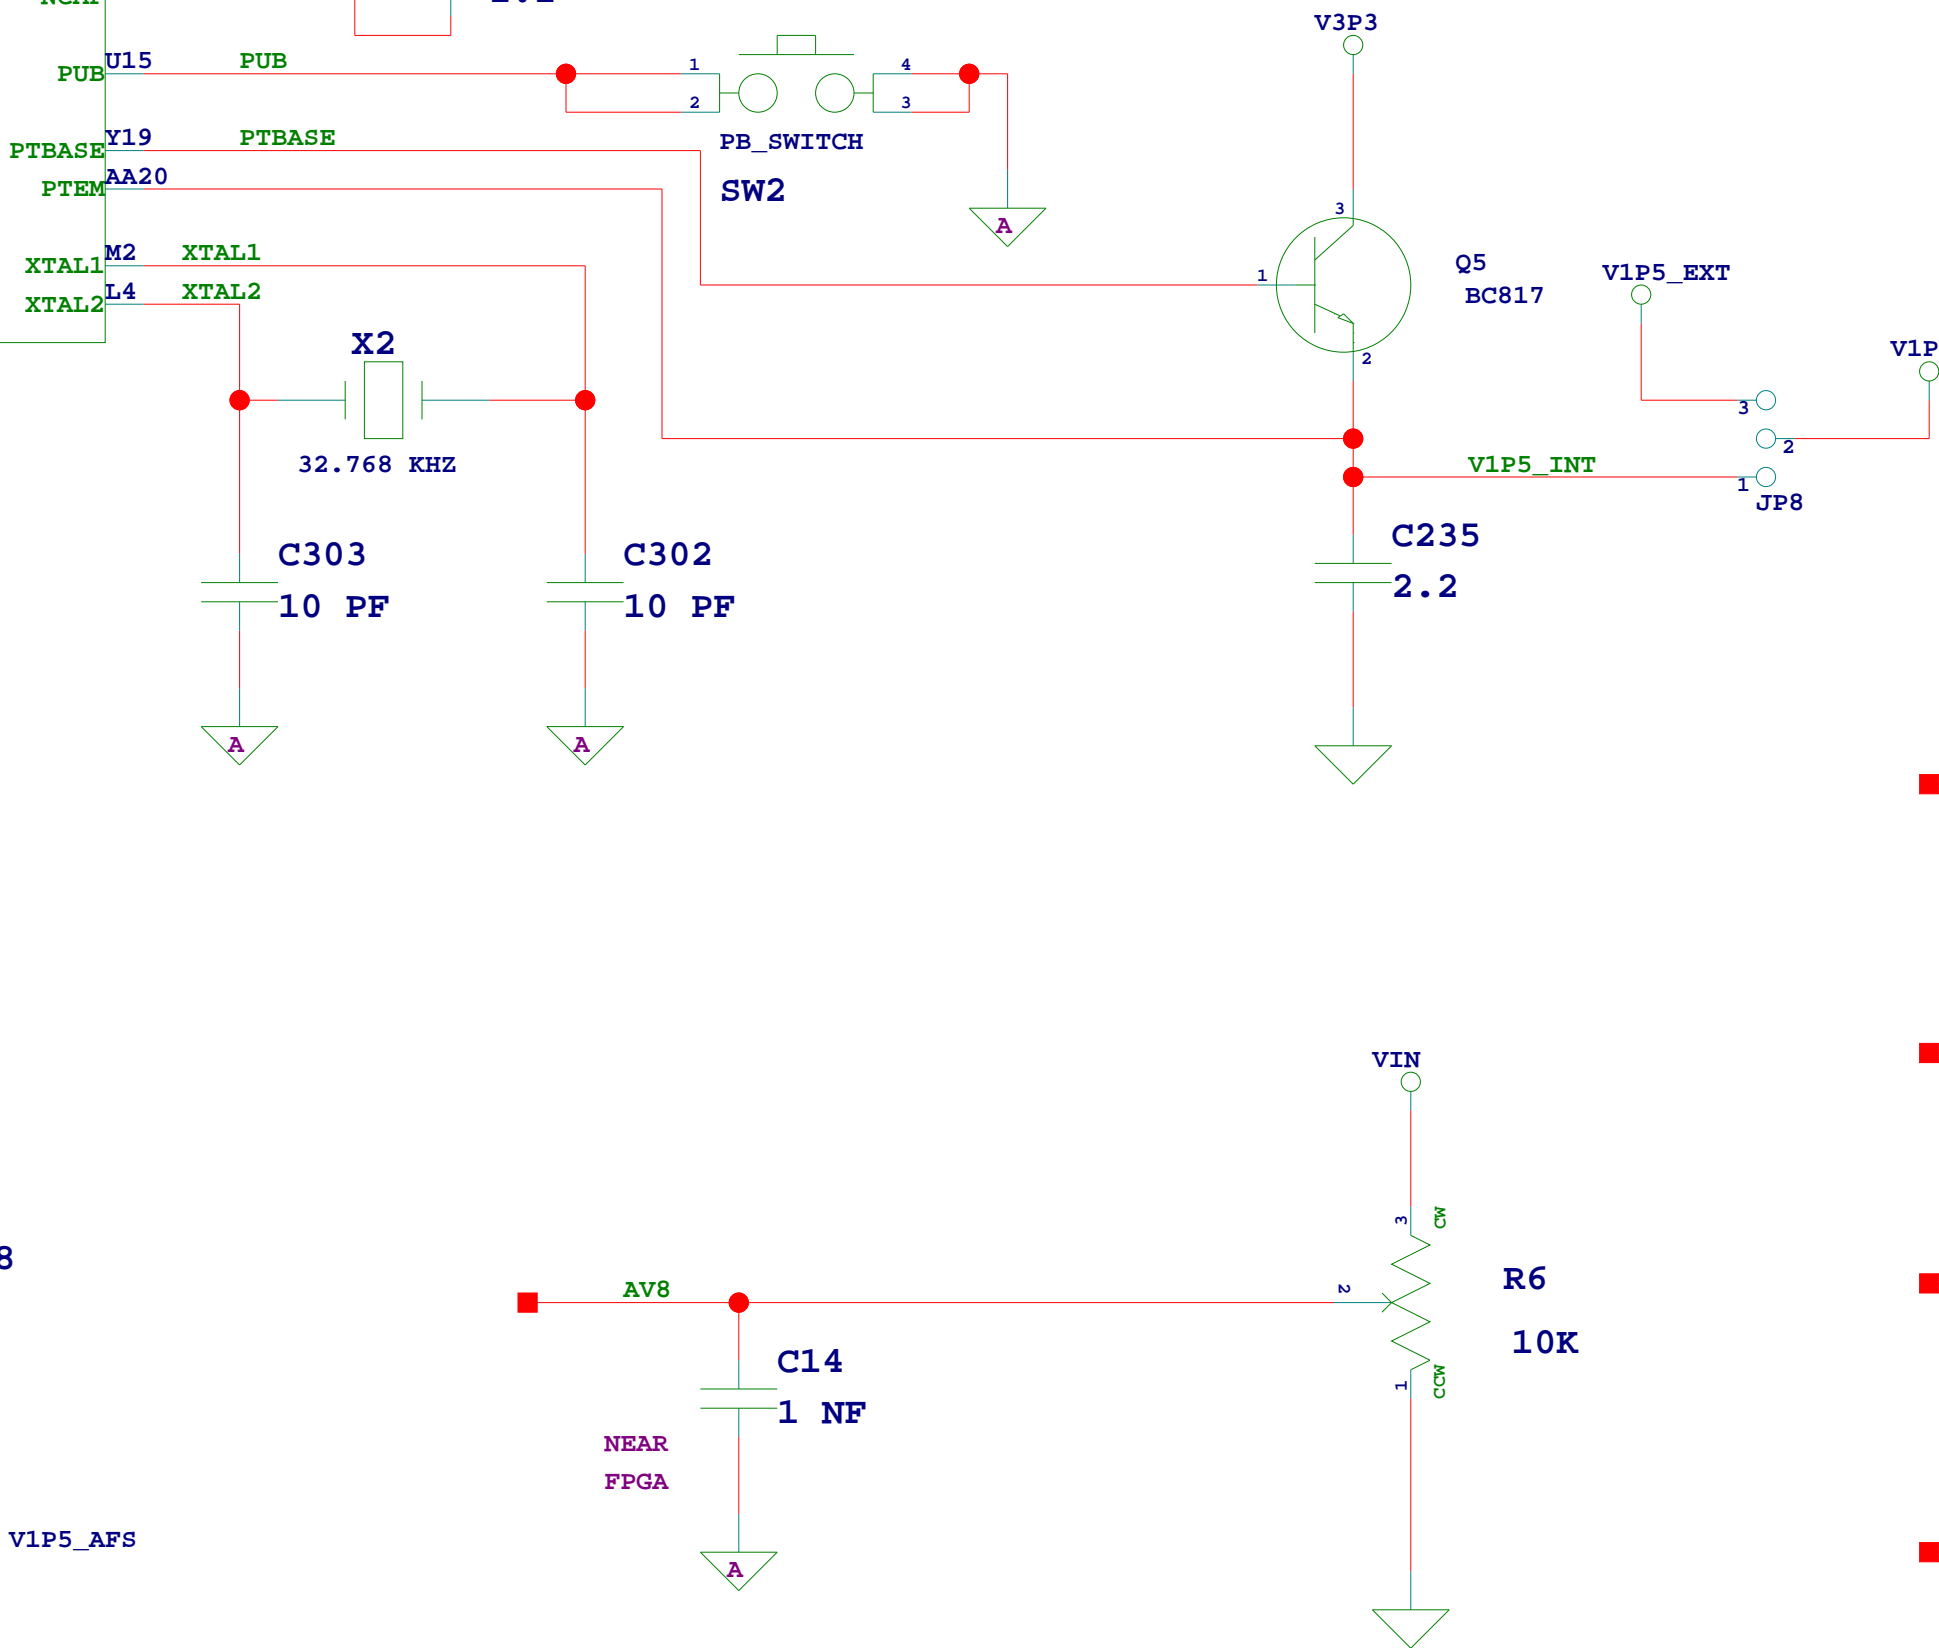 V3P3
U15
PUB
PUB
1
4
2
3
PB_SWITCH
SW2
A
Y19
PTBASE
PTBASE
AA20
PTEM
M2
XTAL1
XTAL1
L4
XTAL2
XTAL2
3
1
2
Q5
BC817
V1P5_EXT
V1P
3
2
1
JP8
V1P5_INT
X2
32.768 KHZ
C303
10 PF
C302
10 PF
C235
2.2
A
A
VIN
3
CW
2
R6
10K
1
CCW
8
AV8
C14
1 NF
NEAR
FPGA
V1P5_AFS
A